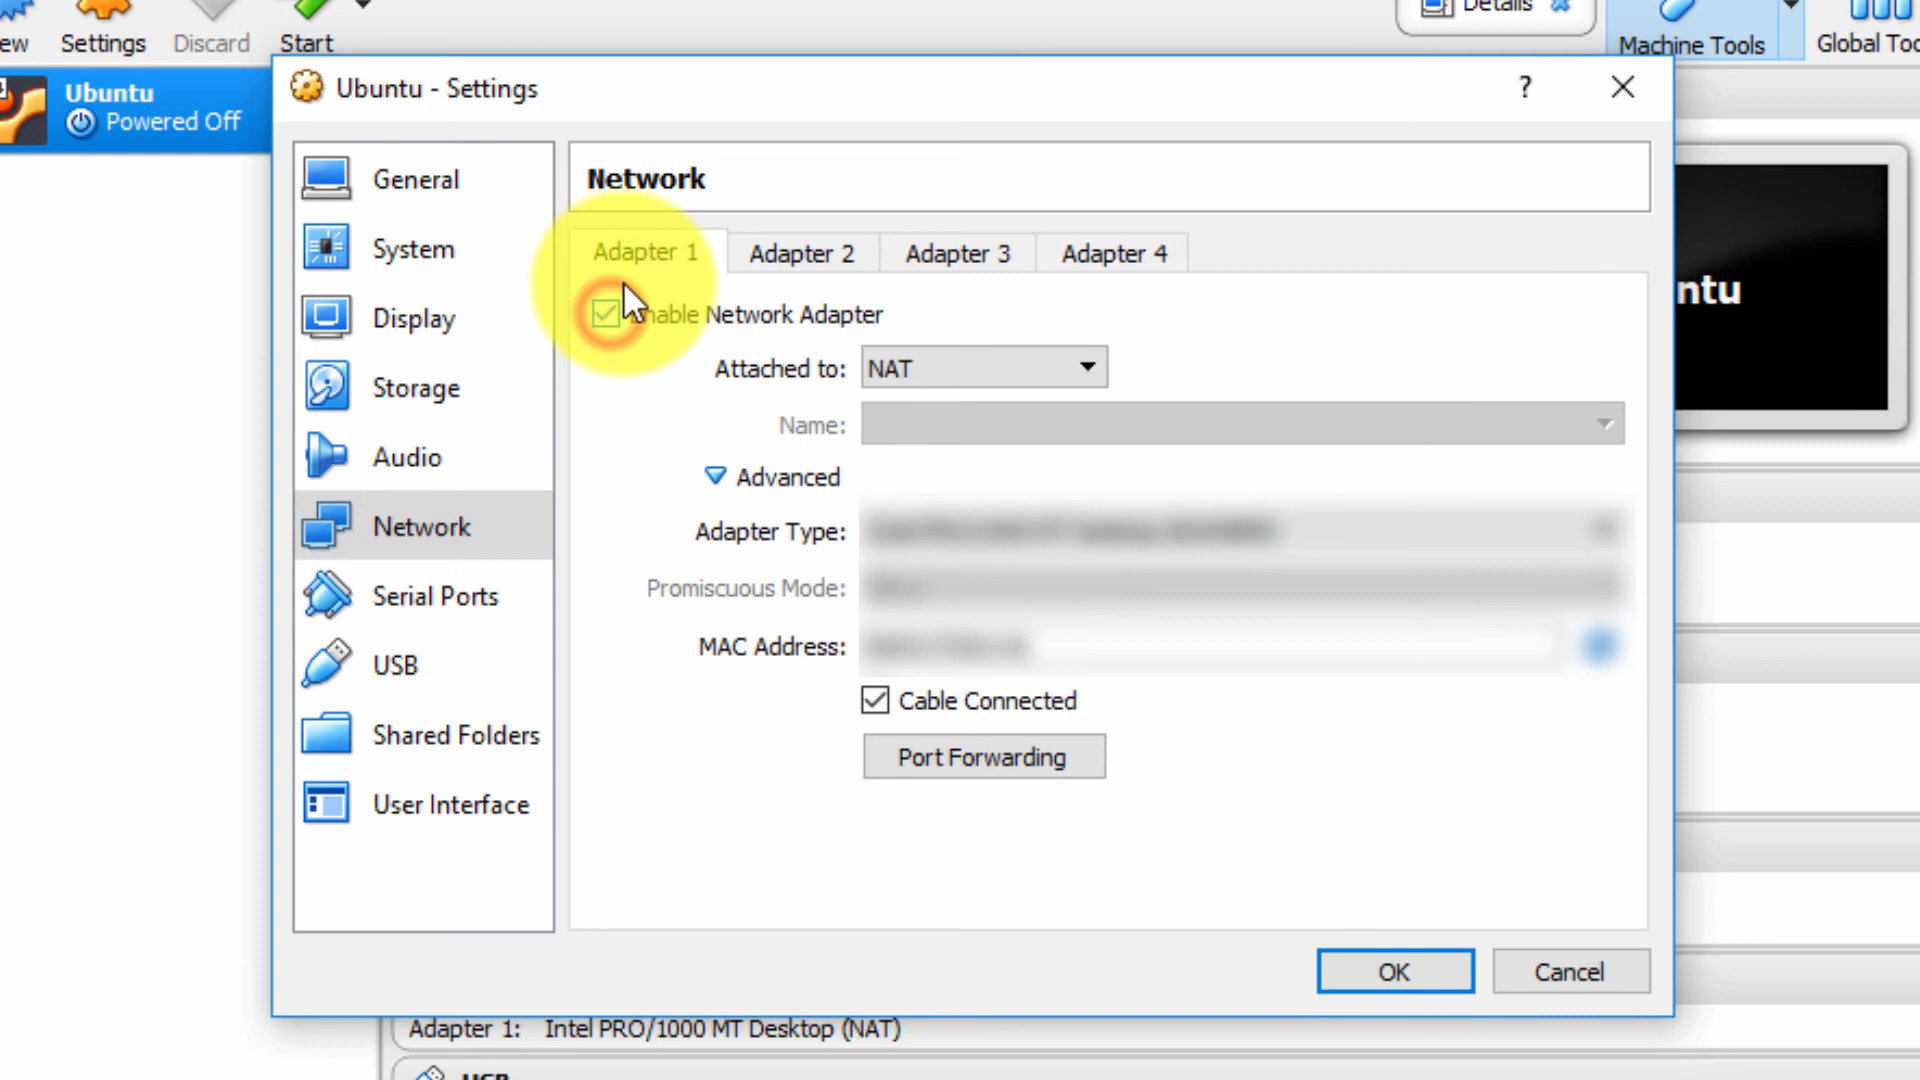 ew Settings Discard Start
Details
Machine Tools Global Too
Ubuntu
Powered Off
Ubuntu - Settings
?
General
System
Display
Storage
Audio
Network
Serial Ports
USB
Shared Folders
User Interface
Network
Adapter 1 Adapter 2 Adapter 3 Adapter 4
Enable Network Adapter
Attached to: NAT
Name:
Advanced
Adapter Type:
Promiscuous Mode:
MAC Address:
Cable Connected
Port Forwarding
OK Cancel
ntu
Adapter 1: Intel PRO/1000 MT Desktop (NAT)
USB